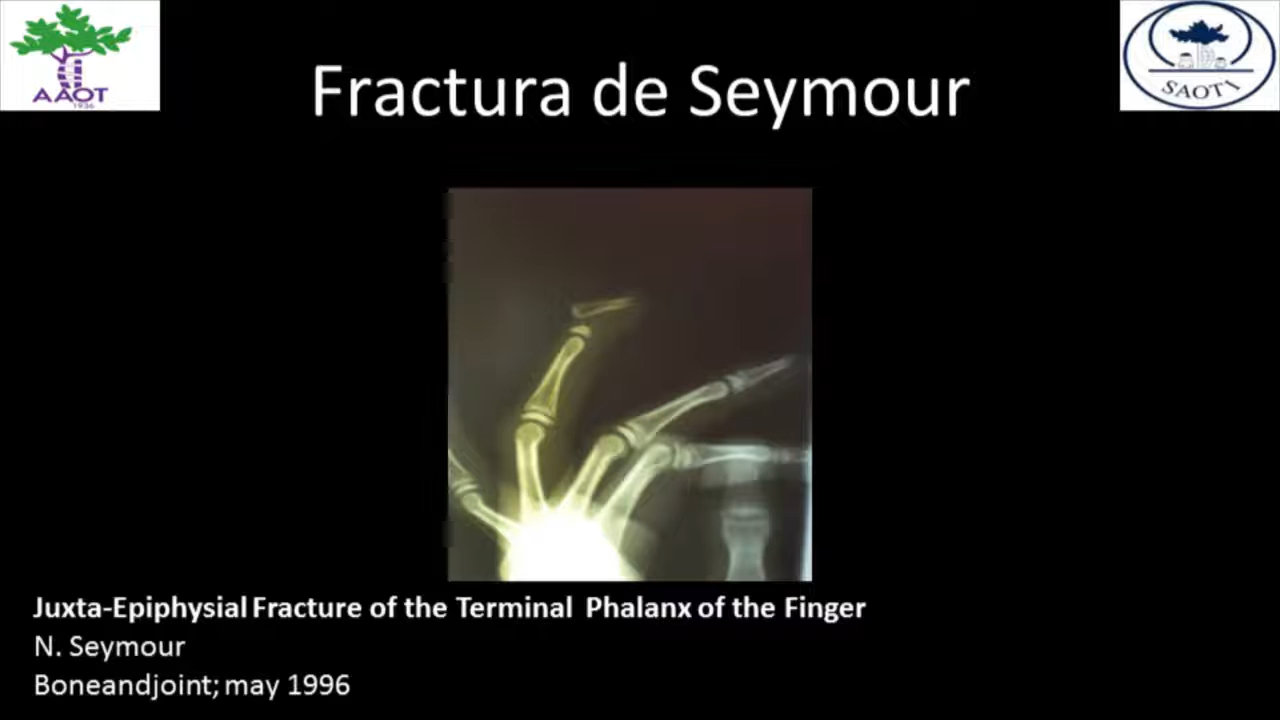 AAOT
1936
SAOTI
Fractura de Seymour
Juxta-Epiphysial Fracture of the Terminal Phalanx of the Finger
N. Seymour
Boneandjoint; may 1996